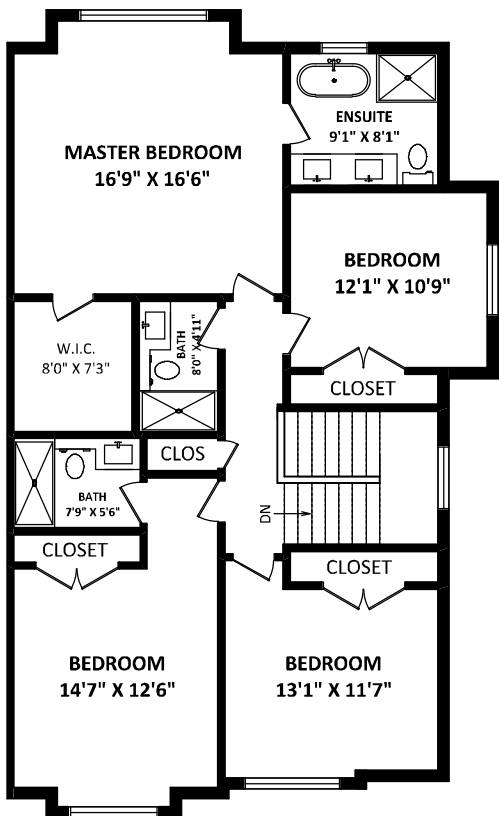 ENSUITE
9'1" X 8'1"
MASTER BEDROOM
16'9" X 16'6"
BEDROOM
12'1" X 10'9"
W.I.C.
8'0" X 7'3"
BATH
8'0" X 4'11"
CLOSET
CLOS
BATH
7'9" X 5'6"
DN
CLOSET
CLOSET
BEDROOM
14'7" X 12'6"
BEDROOM
13'1" X 11'7"